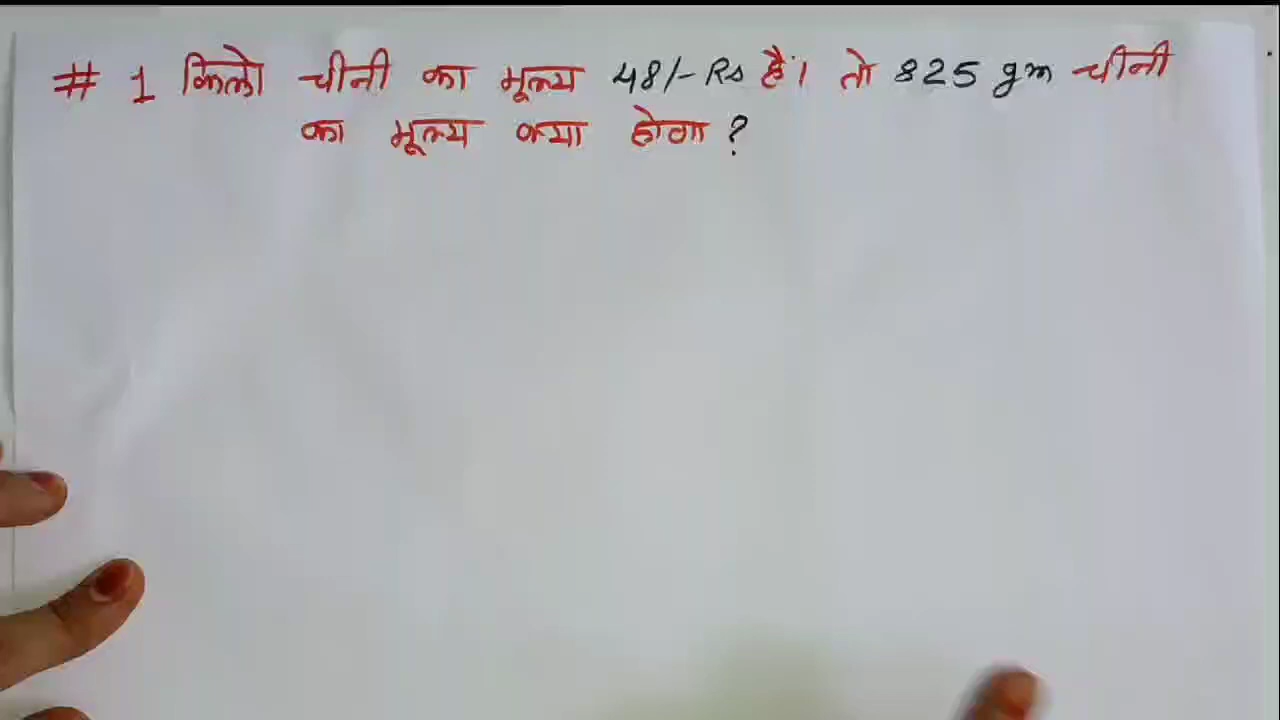 # 1 किलो चीनी का मूल्य 48/- Rs है। तो 825 gm चीनी
का मूल्य क्या होगा ?